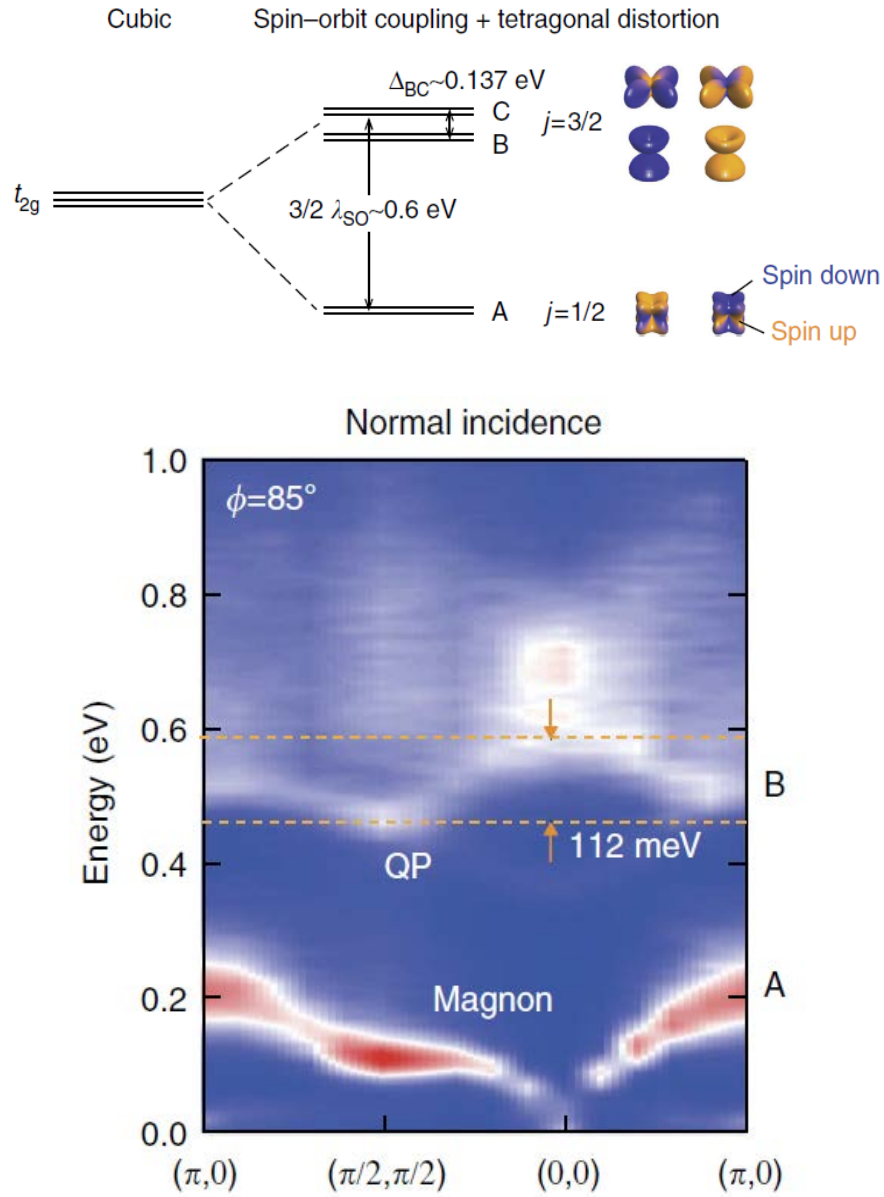 Cubic Spin–orbit coupling + tetragonal distortion
Δ_BC~0.137 eV
C
B
j=3/2
t_2g
3/2 λ_SO~0.6 eV
A
j=1/2
Spin down
Spin up
Normal incidence
ϕ=85°
1.0
0.8
0.6
0.4
0.2
0.0
Energy (eV)
B
112 meV
QP
A
Magnon
(π,0) (π/2,π/2) (0,0) (π,0)